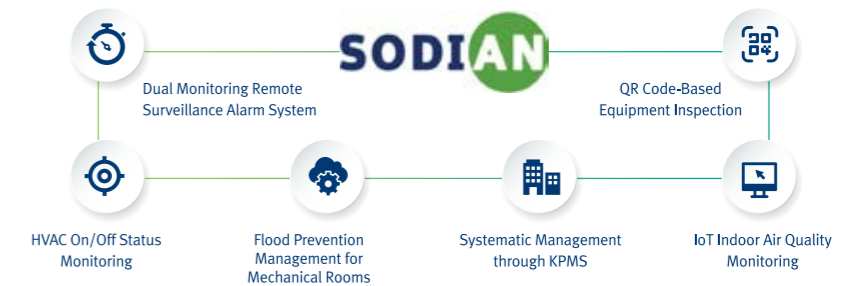 SODIAN
Dual Monitoring Remote
Surveillance Alarm System
QR Code-Based
Equipment Inspection
HVAC On/Off Status
Monitoring
Flood Prevention
Management for
Mechanical Rooms
Systematic Management
through KPMS
IoT Indoor Air Quality
Monitoring